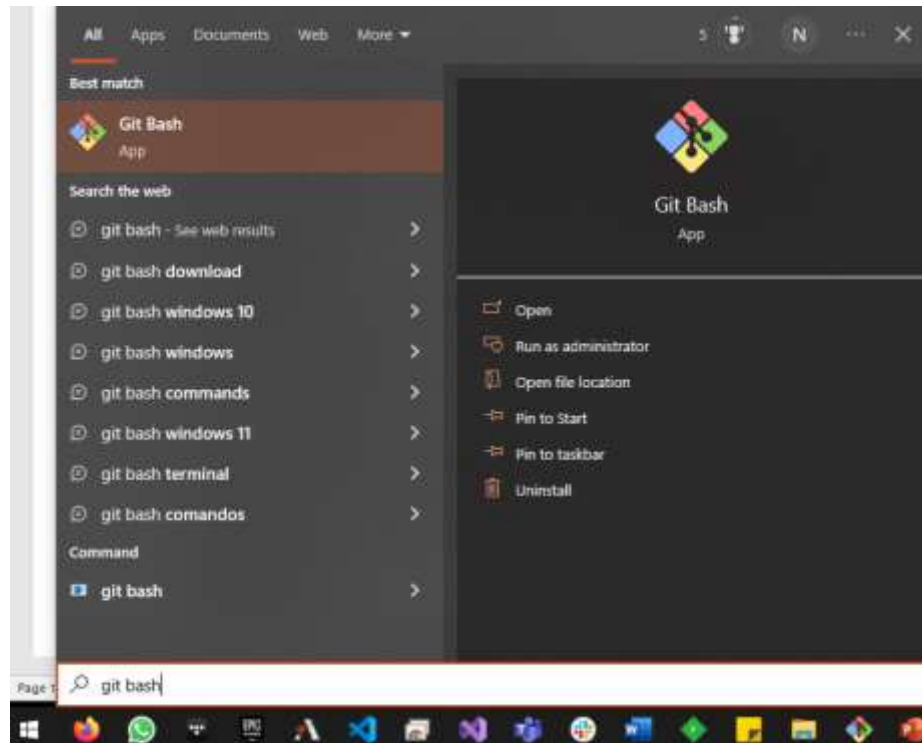 All Apps Documents Web More 5 N ...
Best match
Git Bash
App
Search the web
git bash - See web results
git bash download
git bash windows 10
git bash windows
git bash commands
git bash windows 11
git bash terminal
git bash comandos
Command
git bash
Git Bash
App
Open
Run as administrator
Open file location
Pin to Start
Pin to taskbar
Uninstall
Page 1
git bash
EPIC